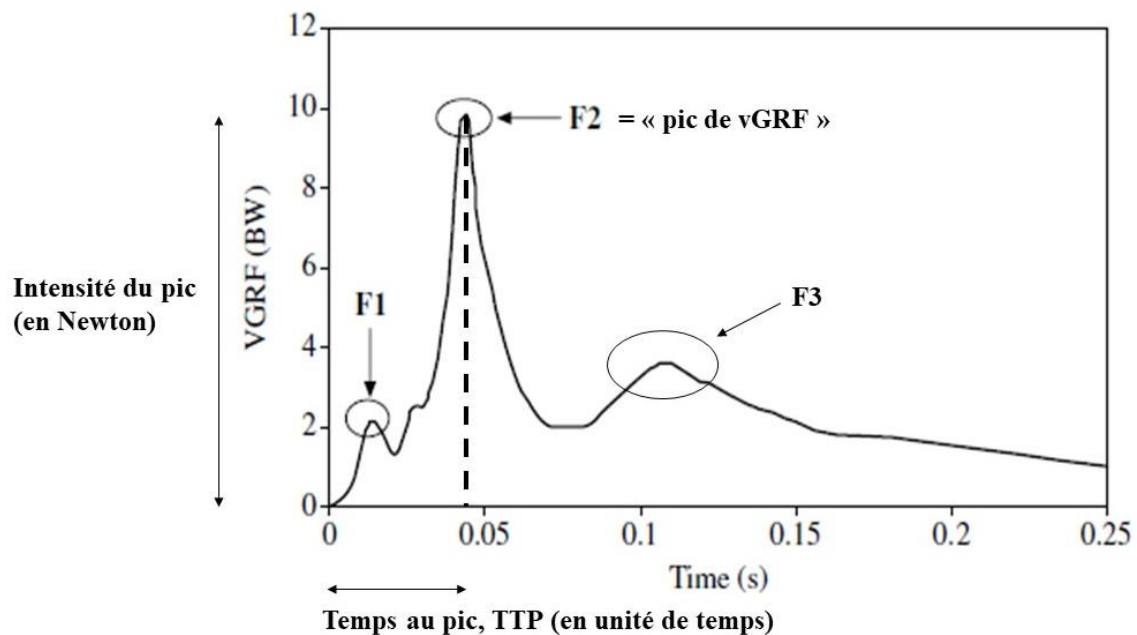 12
10
8
6
4
2
0
VGRF (BW)
F2 = « pic de vGRF »
F1
F3
Intensité du pic
(en Newton)
0
0.05
0.1
0.15
0.2
0.25
Time (s)
Temps au pic, TTP (en unité de temps)